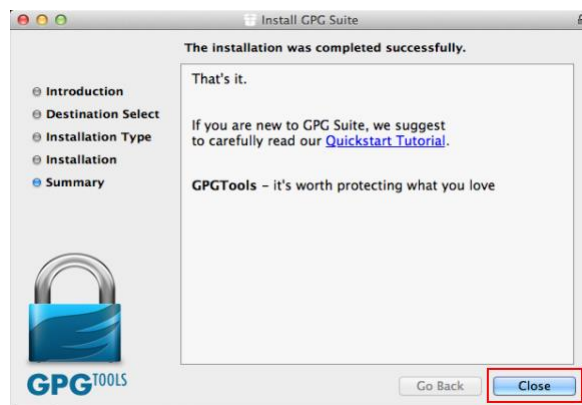 Install GPG Suite
The installation was completed successfully.
Introduction
Destination Select
Installation Type
Installation
Summary
That's it.
If you are new to GPG Suite, we suggest
to carefully read our Quickstart Tutorial.
GPGTools – it's worth protecting what you love
GPGTOOLS
Go Back
Close